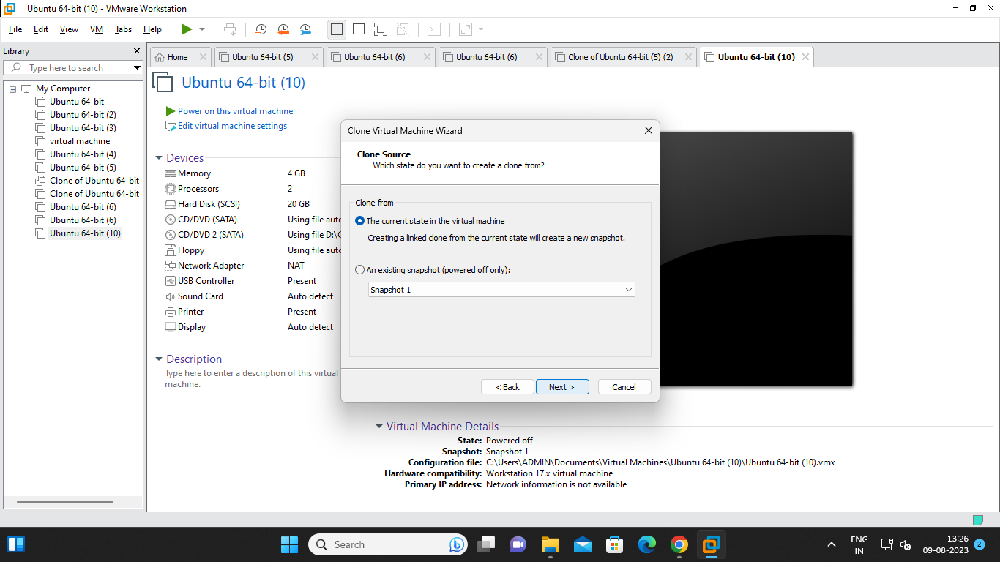 Ubuntu 64-bit (10) - VMware Workstation
File Edit View VM Tabs Help
Library
Type here to search
My Computer
Ubuntu 64-bit
Ubuntu 64-bit (2)
Ubuntu 64-bit (3)
virtual machine
Ubuntu 64-bit (4)
Ubuntu 64-bit (5)
Clone of Ubuntu 64-bit
Clone of Ubuntu 64-bit
Ubuntu 64-bit (6)
Ubuntu 64-bit (6)
Ubuntu 64-bit (10)
Home Ubuntu 64-bit (5) Ubuntu 64-bit (6) Ubuntu 64-bit (6) Clone of Ubuntu 64-bit (5) (2) Ubuntu 64-bit (10)
Ubuntu 64-bit (10)
Power on this virtual machine
Edit virtual machine settings
Devices
Memory 4 GB
Processors 2
Hard Disk (SCSI) 20 GB
CD/DVD (SATA) Using file auto
CD/DVD 2 (SATA) Using file D:\
Floppy Using file auto
Network Adapter NAT
USB Controller Present
Sound Card Auto detect
Printer Present
Display Auto detect
Description
Type here to enter a description of this virtual
machine.
Clone Virtual Machine Wizard
Clone Source
Which state do you want to create a clone from?
Clone from
The current state in the virtual machine
Creating a linked clone from the current state will create a new snapshot.
An existing snapshot (powered off only):
Snapshot 1
< Back Next > Cancel
Virtual Machine Details
State: Powered off
Snapshot: Snapshot 1
Configuration file: C:\Users\ADMIN\Documents\Virtual Machines\Ubuntu 64-bit (10)\Ubuntu 64-bit (10).vmx
Hardware compatibility: Workstation 17.x virtual machine
Primary IP address: Network information is not available
Search
ENG
IN
13:26
09-08-2023
2